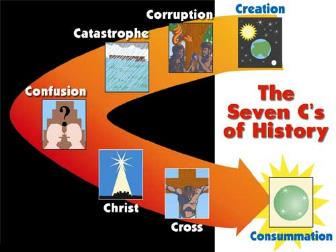 Creation
Corruption
Catastrophe
Confusion
?
Christ
Cross
Consummation
The
Seven C's
of History